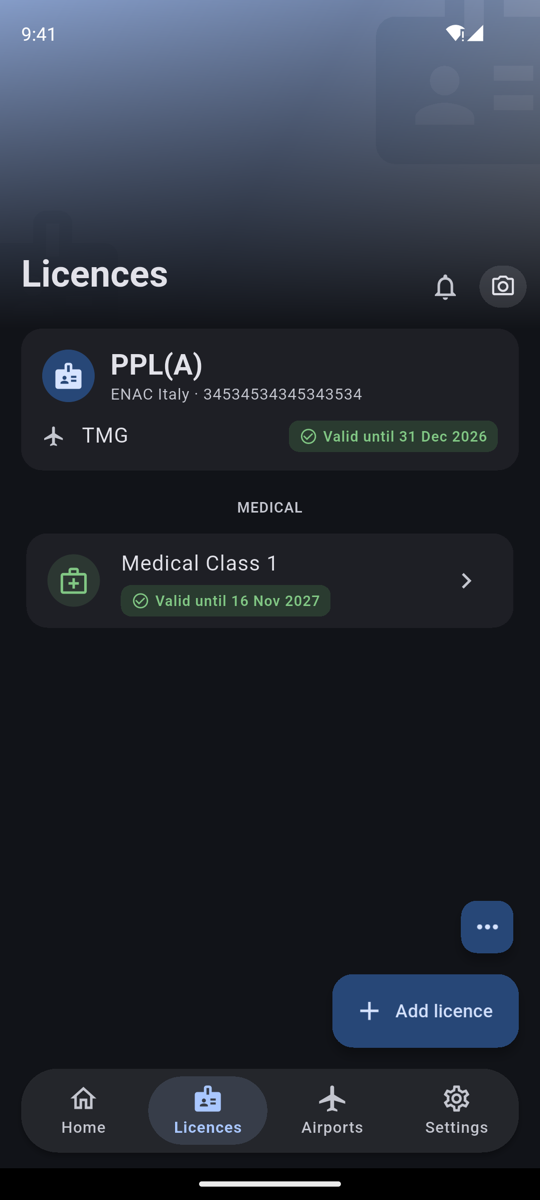 9:41
Licences
PPL(A)
ENAC Italy · 34534534345343534
TMG
Valid until 31 Dec 2026
MEDICAL
Medical Class 1
Valid until 16 Nov 2027
Add licence
Home
Licences
Airports
Settings